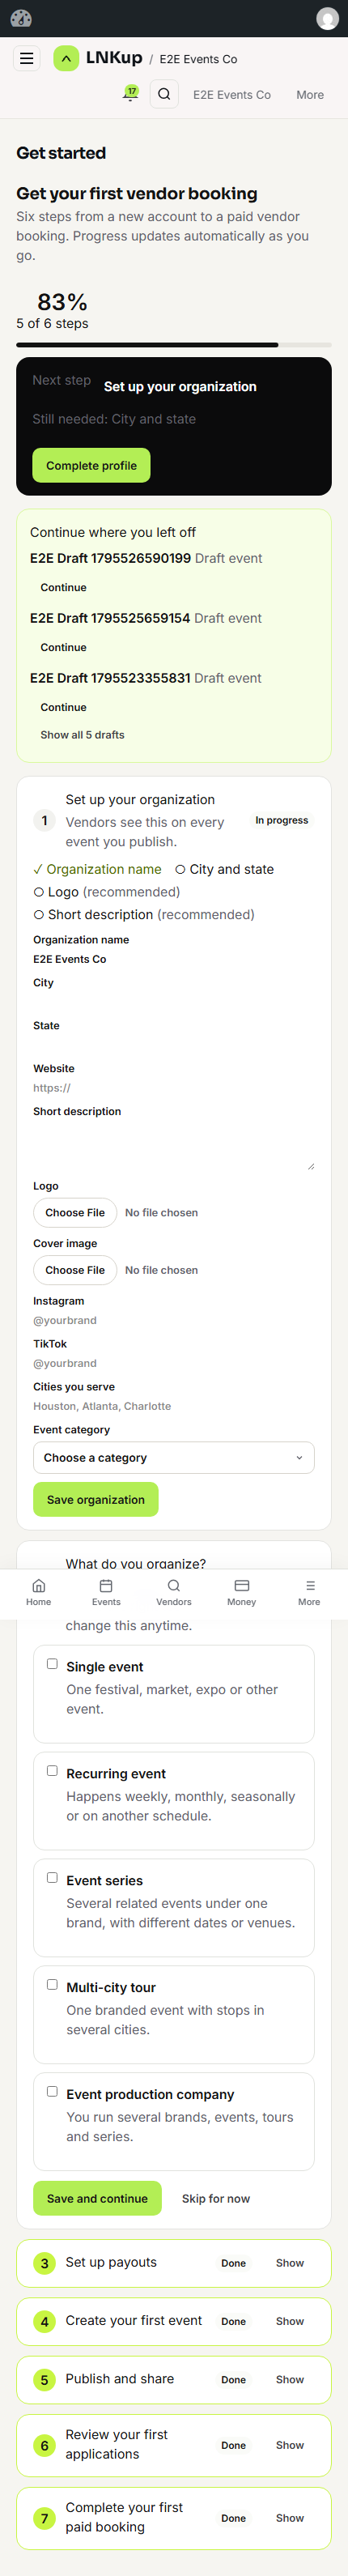 LNKup / E2E Events Co
17
E2E Events Co
More
Get started
Get your first vendor booking
Six steps from a new account to a paid vendor
booking. Progress updates automatically as you
go.
83%
5 of 6 steps
Next step
Set up your organization
Still needed: City and state
Complete profile
Continue where you left off
E2E Draft 1795526590199 Draft event
Continue
E2E Draft 1795525659154 Draft event
Continue
E2E Draft 1795523355831 Draft event
Continue
Show all 5 drafts
1
Set up your organization
Vendors see this on every
event you publish.
In progress
✓ Organization name
○ City and state
○ Logo (recommended)
○ Short description (recommended)
Organization name
E2E Events Co
City
State
Website
https://
Short description
Logo
Choose File No file chosen
Cover image
Choose File No file chosen
Instagram
@yourbrand
TikTok
@yourbrand
Cities you serve
Houston, Atlanta, Charlotte
Event category
Choose a category
Save organization
What do you organize?
Home
Events
Vendors
Money
More
change this anytime.
Single event
One festival, market, expo or other
event.
Recurring event
Happens weekly, monthly, seasonally
or on another schedule.
Event series
Several related events under one
brand, with different dates or venues.
Multi-city tour
One branded event with stops in
several cities.
Event production company
You run several brands, events, tours
and series.
Save and continue
Skip for now
3 Set up payouts Done Show
4 Create your first event Done Show
5 Publish and share Done Show
6 Review your first
applications
Done Show
7 Complete your first
paid booking
Done Show